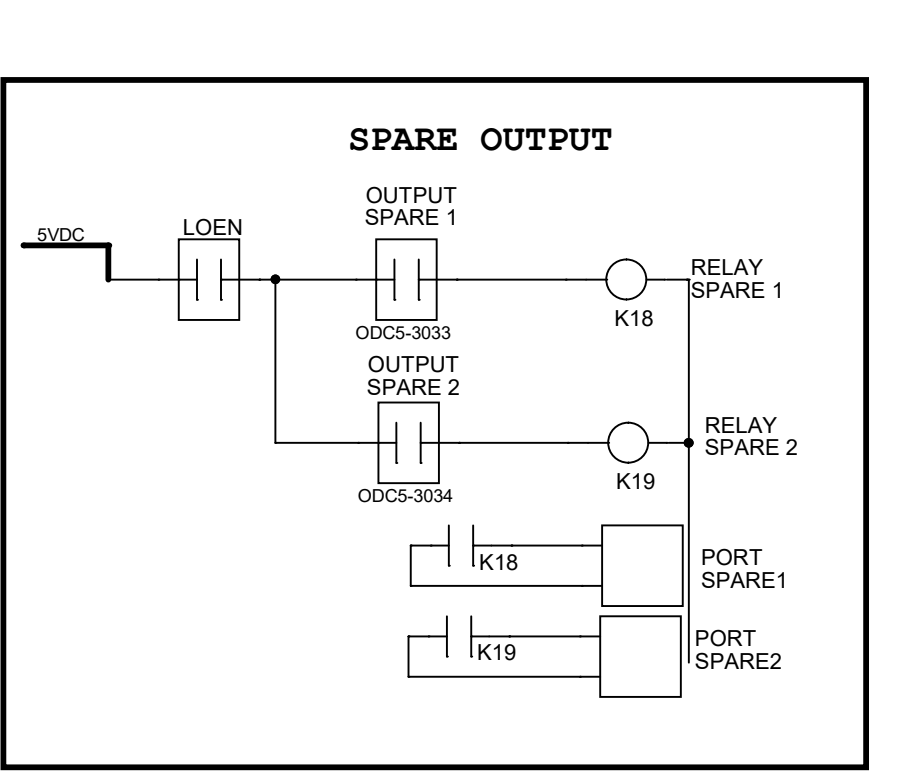 SPARE OUTPUT
OUTPUT
SPARE 1
5VDC
LOEN
RELAY
SPARE 1
K18
ODC5-3033
OUTPUT
SPARE 2
RELAY
SPARE 2
K19
ODC5-3034
K18
PORT
SPARE1
K19
PORT
SPARE2